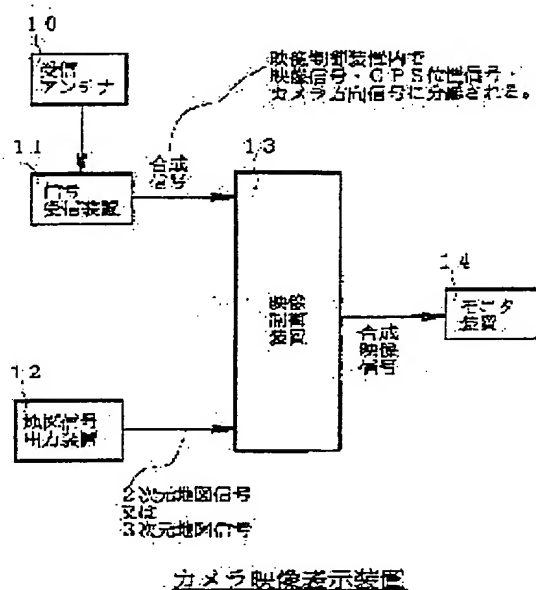 10
受信
アンテナ
映像制御装置内で
映像信号・GPS位置信号・
カメラ方向信号に分離される。
11
信号
受信装置
合成
信号
13
映像
制御
回路
14
モニタ
装置
合成
映像
信号
12
地図信号
出力装置
2次元地図信号
又は
3次元地図信号
カメラ映像表示装置